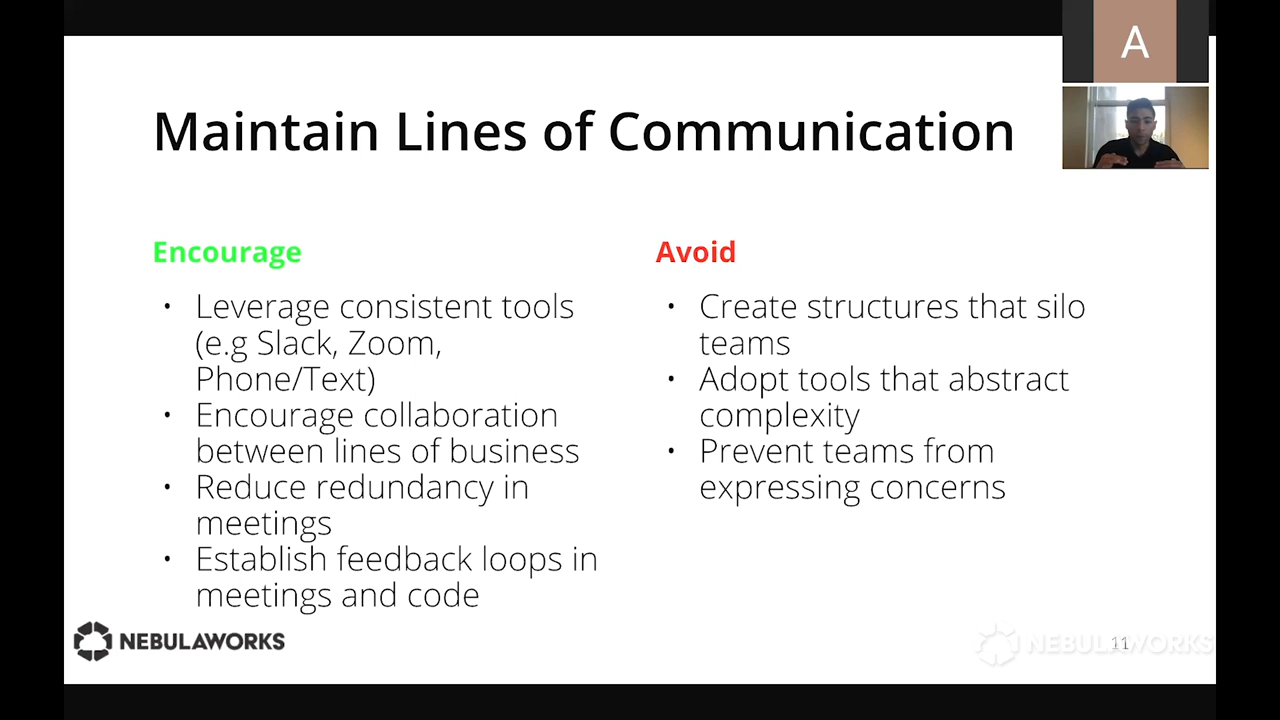 A
Maintain Lines of Communication
Encourage
• Leverage consistent tools
(e.g Slack, Zoom,
Phone/Text)
• Encourage collaboration
between lines of business
• Reduce redundancy in
meetings
• Establish feedback loops in
meetings and code
Avoid
• Create structures that silo
teams
• Adopt tools that abstract
complexity
• Prevent teams from
expressing concerns
NEBULAWORKS
NEBULAWORKS
11